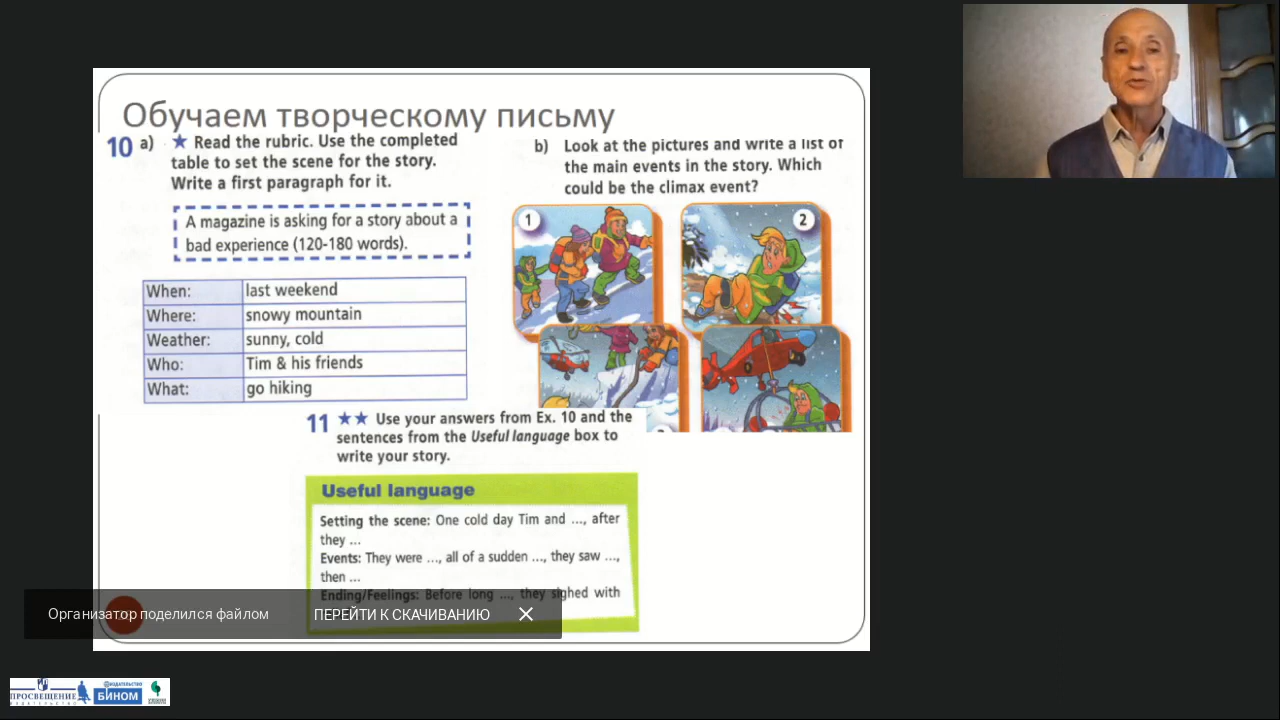 Обучаем творческому письму
10 a) ★ Read the rubric. Use the completed
table to set the scene for the story.
Write a first paragraph for it.
A magazine is asking for a story about a
bad experience (120-180 words).
When: last weekend
Where: snowy mountain
Weather: sunny, cold
Who: Tim & his friends
What: go hiking
b) Look at the pictures and write a list of
the main events in the story. Which
could be the climax event?
1
2
11 ★★ Use your answers from Ex. 10 and the
sentences from the Useful language box to
write your story.
Useful language
Setting the scene: One cold day Tim and ..., after
they ...
Events: They were ..., all of a sudden ..., they saw ...,
then ...
Ending/Feelings: Before long ..., they sighed with
Организатор поделился файлом ПЕРЕЙТИ К СКАЧИВАНИЮ
ПРОСВЕЩЕНИЕ
ИЗДАТЕЛЬСТВО
ИЗДАТЕЛЬСТВО
БИНОМ